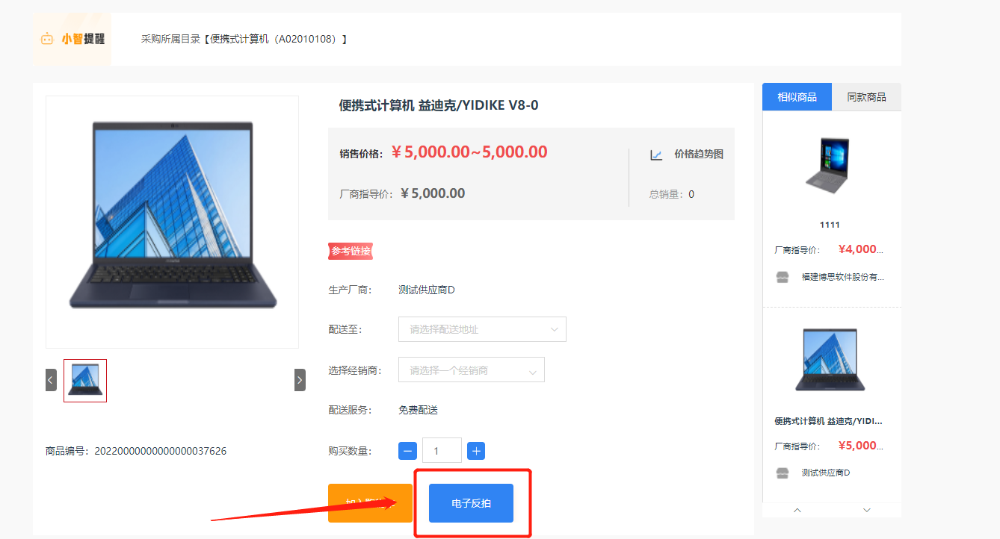 小智提醒
采购所属目录【便携式计算机（A02010108）】
便携式计算机 益迪克/YIDIKE V8-0
销售价格： ¥ 5,000.00~5,000.00
价格趋势图
厂商指导价： ¥ 5,000.00
总销量： 0
参考链接
生产厂商： 测试供应商D
配送至： 请选择配送地址
选择经销商： 请选择一个经销商
配送服务： 免费配送
商品编号： 20220000000000037626
购买数量： 1
加入
电子反拍
相似商品 同款商品
1111
厂商指导价： ¥4,000...
福建博思软件股份有...
便携式计算机 益迪克/YIDI...
厂商指导价： ¥5,000...
测试供应商D